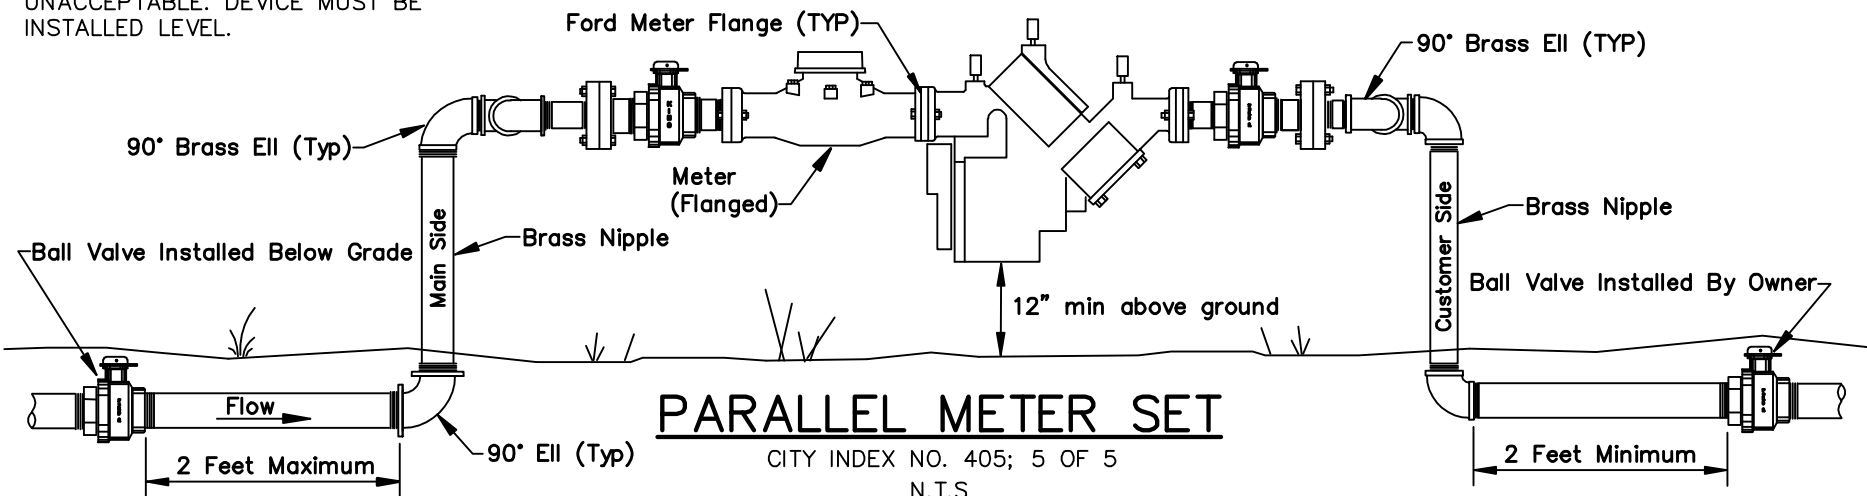 UNACCEPTABLE. DEVICE MUST BE
INSTALLED LEVEL.
Ford Meter Flange (TYP)
90° Brass Ell (TYP)
90° Brass Ell (Typ)
Meter
(Flanged)
Main Side
Brass Nipple
Customer Side
Brass Nipple
Ball Valve Installed Below Grade
12" min above ground
Ball Valve Installed By Owner
Flow
90° Ell (Typ)
2 Feet Maximum
2 Feet Minimum
PARALLEL METER SET
CITY INDEX NO. 405; 5 OF 5
N.T.S